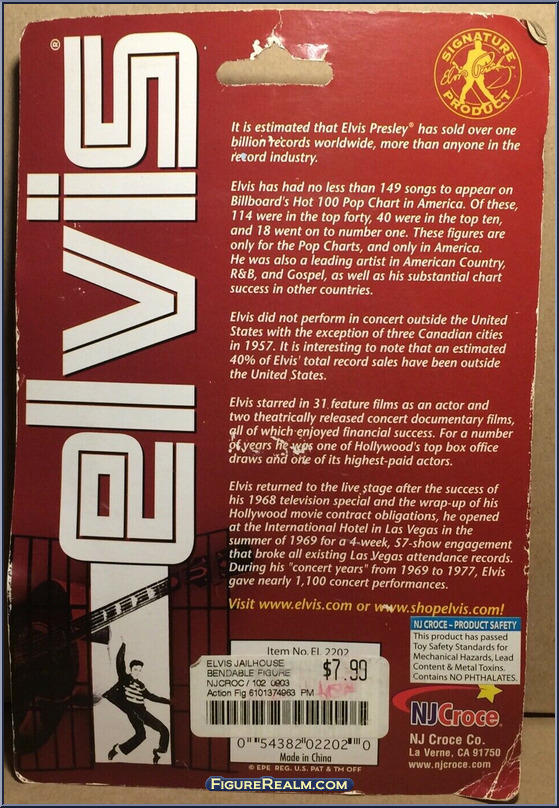 elvis®
SIGNATURE
Elvis Presley
PRODUCT
It is estimated that Elvis Presley® has sold over one
billion records worldwide, more than anyone in the
record industry.
Elvis has had no less than 149 songs to appear on
Billboard's Hot 100 Pop Chart in America. Of these,
114 were in the top forty, 40 were in the top ten,
and 18 went on to number one. These figures are
only for the Pop Charts, and only in America.
He was also a leading artist in American Country,
R&B, and Gospel, as well as his substantial chart
success in other countries.
Elvis did not perform in concert outside the United
States with the exception of three Canadian cities
in 1957. It is interesting to note that an estimated
40% of Elvis' total record sales have been outside
the United States.
Elvis starred in 31 feature films as an actor and
two theatrically released concert documentary films,
all of which enjoyed financial success. For a number
of years he was one of Hollywood's top box office
draws and one of its highest-paid actors.
Elvis returned to the live stage after the success of
his 1968 television special and the wrap-up of his
Hollywood movie contract obligations, he opened
at the International Hotel in Las Vegas in the
summer of 1969 for a 4-week, 57-show engagement
that broke all existing Las Vegas attendance records.
During his "concert years" from 1969 to 1977, Elvis
gave nearly 1,100 concert performances.
Visit www.elvis.com or www.shopelvis.com!
NJ CROCE – PRODUCT SAFETY
This product has passed
Toy Safety Standards for
Mechanical Hazards, Lead
Content & Metal Toxins.
Contains NO PHTHALATES.
Item No. EL 2202
ELVIS JAILHOUSE
BENDABLE FIGURE
NJCROC / 102 0903
Action Fig 6101374963 PM
$7.99
0 54382 02202 0
Made in China
© EPE REG. U.S. PAT & TM OFF
NJCroce®
NJ Croce Co.
La Verne, CA 91750
www.njcroce.com
FigureRealm.com